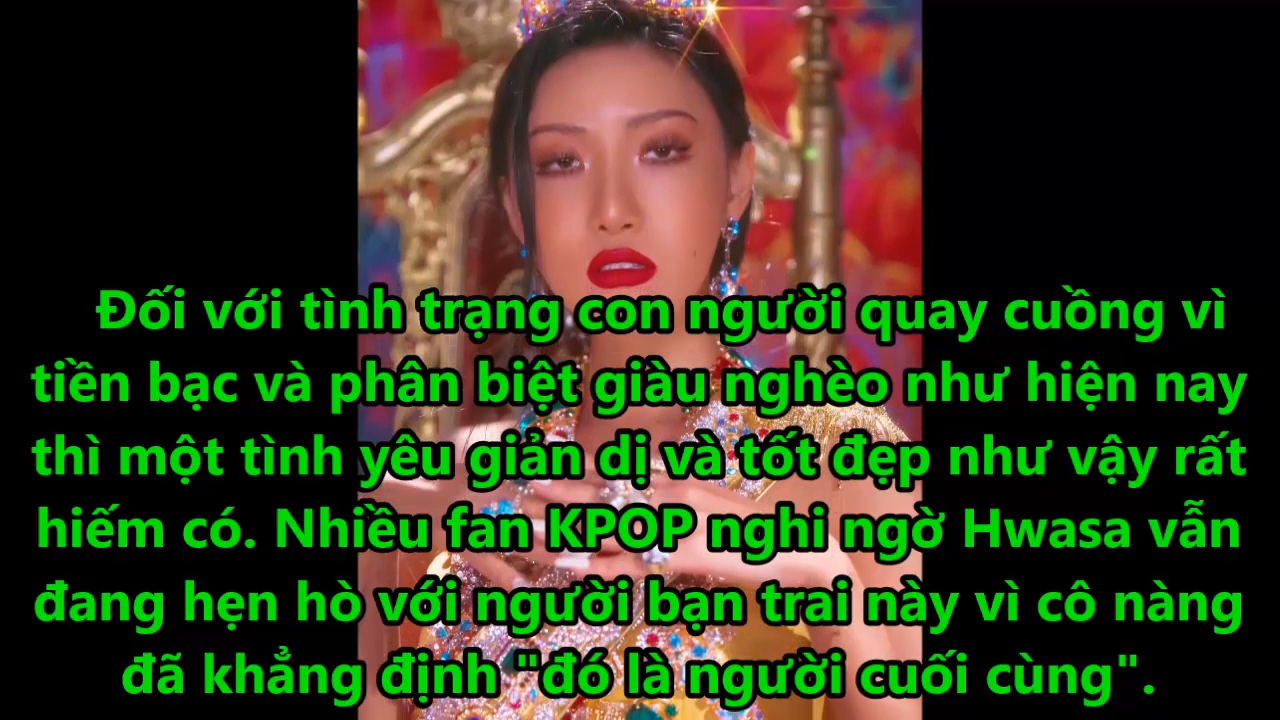 Đối với tình trạng con người quay cuồng vì
tiền bạc và phân biệt giàu nghèo như hiện nay
thì một tình yêu giản dị và tốt đẹp như vậy rất
hiếm có. Nhiều fan KPOP nghi ngờ Hwasa vẫn
đang hẹn hò với người bạn trai này vì cô nàng
đã khẳng định "đó là người cuối cùng".